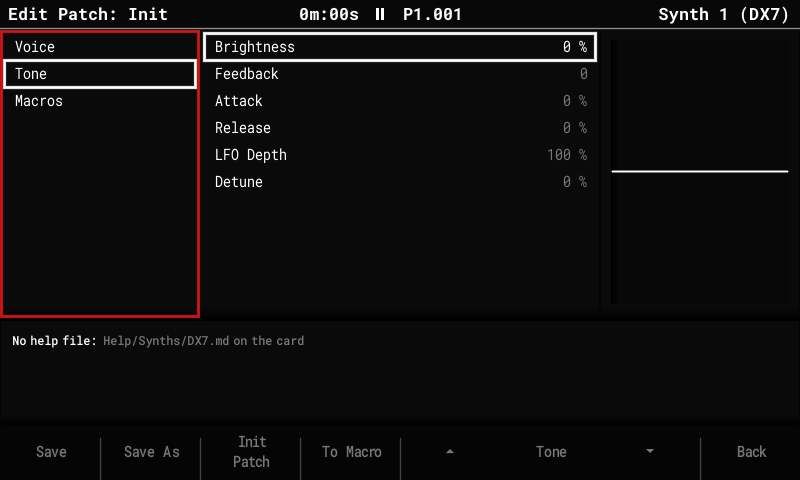 Edit Patch: Init 0m:00s P1.001 Synth 1 (DX7)
Voice
Tone
Macros
Brightness 0 %
Feedback 0
Attack 0 %
Release 0 %
LFO Depth 100 %
Detune 0 %
No help file: Help/Synths/DX7.md on the card
Save
Save As
Init
Patch
To Macro
Tone
Back